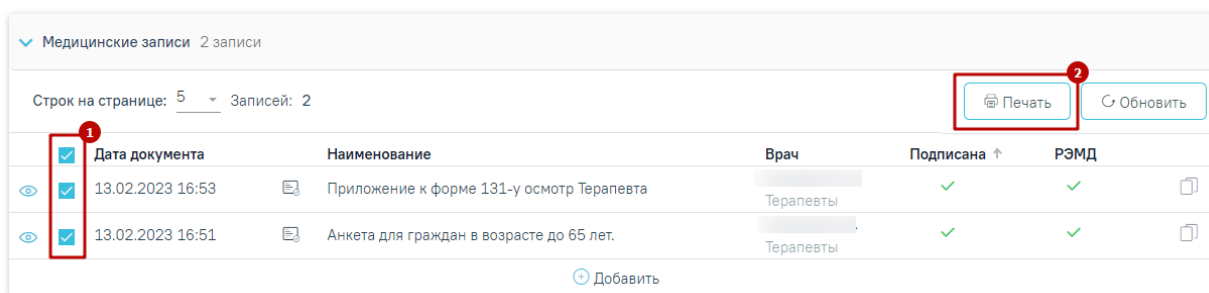 Медицинские записи 2 записи
2
Строк на странице: 5 Записей: 2 Печать Обновить
1
Дата документа Наименование Врач Подписана РЭМД
13.02.2023 16:53 Приложение к форме 131-у осмотр Терапевта
Терапевты
13.02.2023 16:51 Анкета для граждан в возрасте до 65 лет.
Терапевты
Добавить